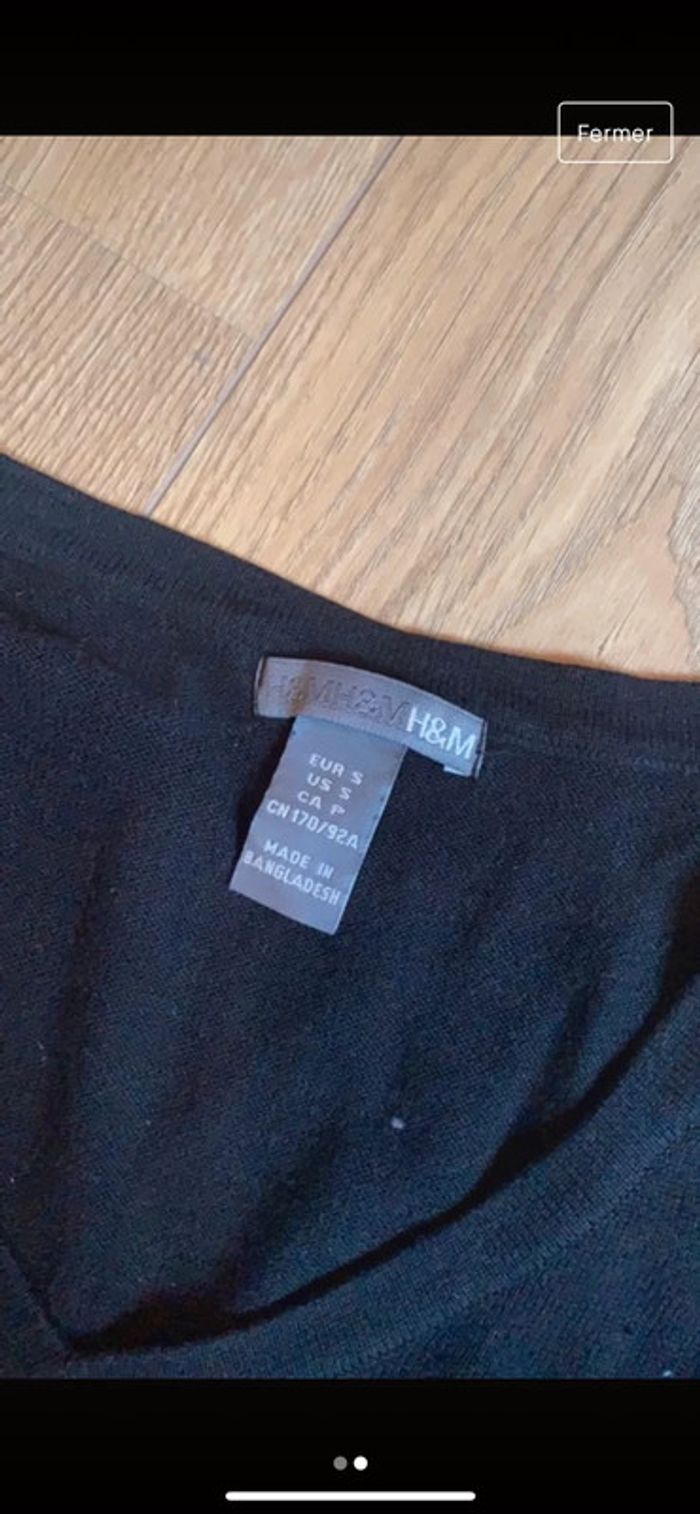 Fermer
H&MH&MH&M
EUR S
US S
CA P
CN 170/92A
MADE IN
BANGLADESH